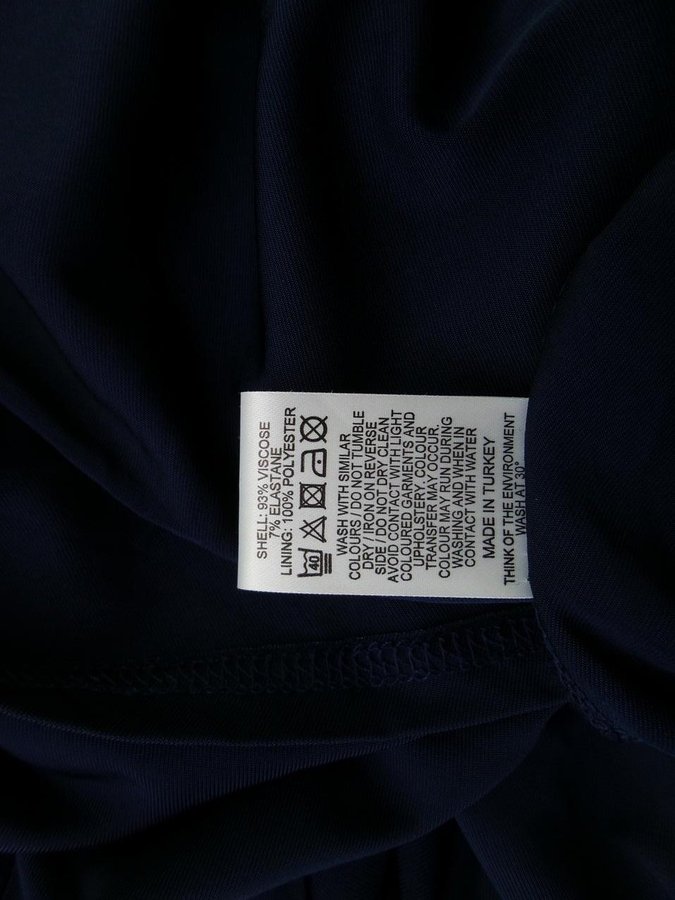 SHELL: 93% VISCOSE
7% ELASTANE
LINING: 100% POLYESTER
40
WASH WITH SIMILAR
COLOURS / DO NOT TUMBLE
DRY / IRON ON REVERSE
SIDE / DO NOT DRY CLEAN
AVOID CONTACT WITH LIGHT
COLOURED GARMENTS AND
UPHOLSTERY. COLOUR
TRANSFER MAY OCCUR.
COLOUR MAY RUN DURING
WASHING AND WHEN IN
CONTACT WITH WATER
MADE IN TURKEY
THINK OF THE ENVIRONMENT
WASH AT 30°